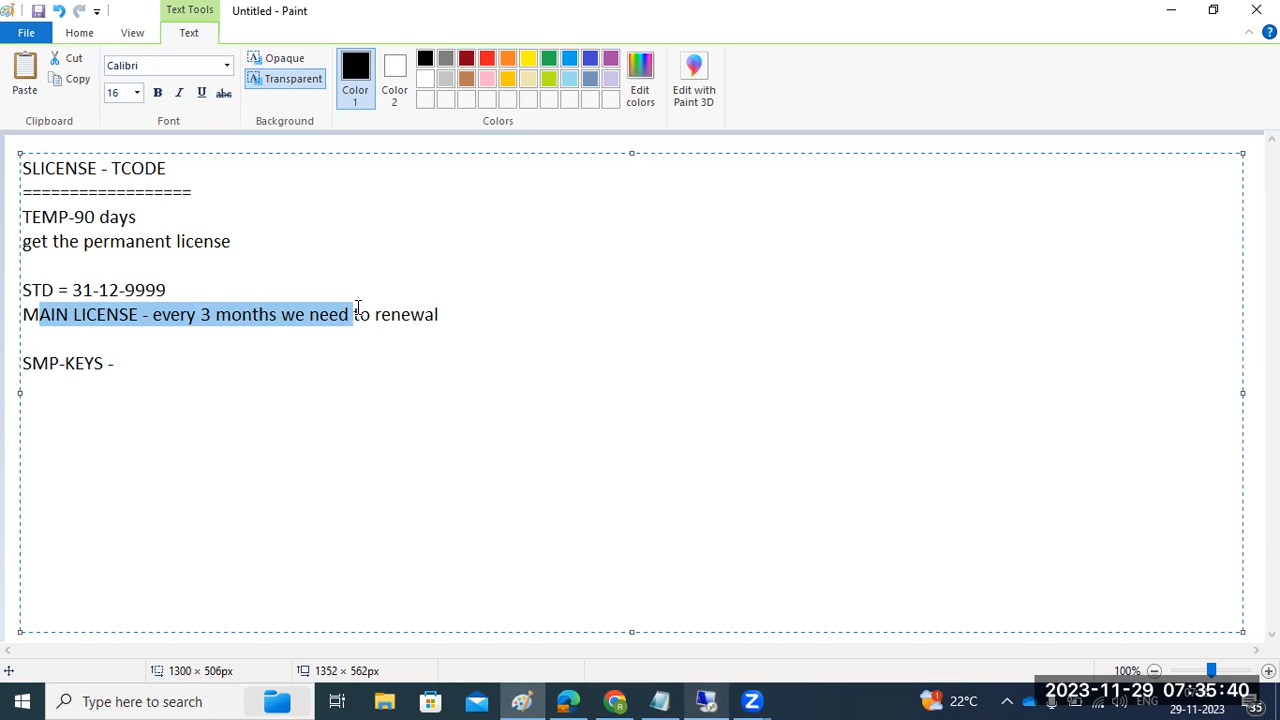 Text Tools
Untitled - Paint
File
Home
View
Text
Paste
Cut
Copy
Clipboard
Calibri
16
B
I
U
abc
Font
Opaque
Transparent
Background
Color 1
Color 2
Edit colors
Colors
Edit with Paint 3D
SLICENSE - TCODE
==================
TEMP-90 days
get the permanent license
STD = 31-12-9999
MAIN LICENSE - every 3 months we need to renewal
SMP-KEYS -
1300 × 506px
1352 × 562px
100%
Type here to search
1
22°C
ENG
2023-11-29 07:35:40
29-11-2023
35